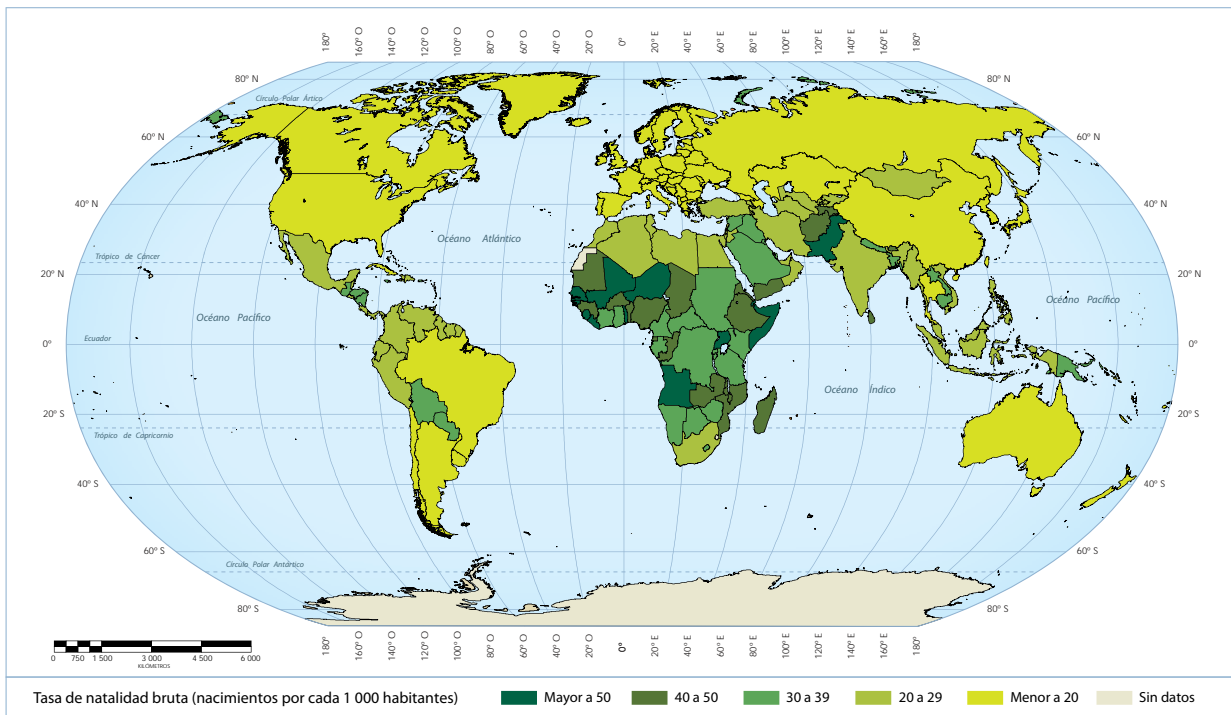 180° 160° O 140° O 120° O 100° O 80° O 60° O 40° O 20° O 0° 20° E 40° E 60° E 80° E 100° E 120° E 140° E 160° E 180°
80° N 80° N
Círculo Polar Ártico
60° N 60° N
40° N 40° N
Océano Atlántico
Trópico de Cáncer
20° N 20° N
Océano Pacífico Océano Pacífico
Ecuador
0° 0°
Océano Índico
20° S 20° S
Trópico de Capricornio
40° S 40° S
60° S 60° S
Círculo Polar Antártico
80° S 80° S
180° 160° O 140° O 120° O 100° O 80° O 60° O 40° O 20° O 0° 20° E 40° E 60° E 80° E 100° E 120° E 140° E 160° E 180°
0 750 1 500 3 000 4 500 6 000
KILÓMETROS
Tasa de natalidad bruta (nacimientos por cada 1 000 habitantes) Mayor a 50 40 a 50 30 a 39 20 a 29 Menor a 20 Sin datos